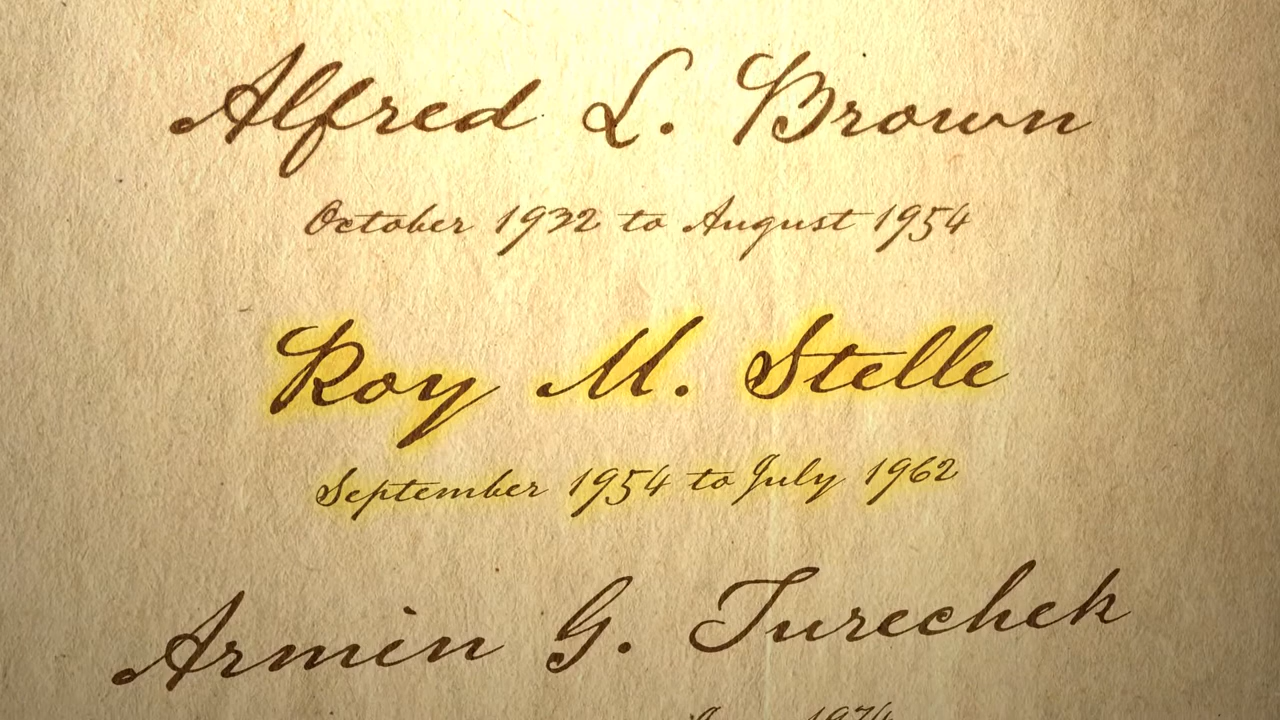 Alfred L. Brown
October 1932 to August 1954
Roy M. Stelle
September 1954 to July 1962
Armin G. Turechek